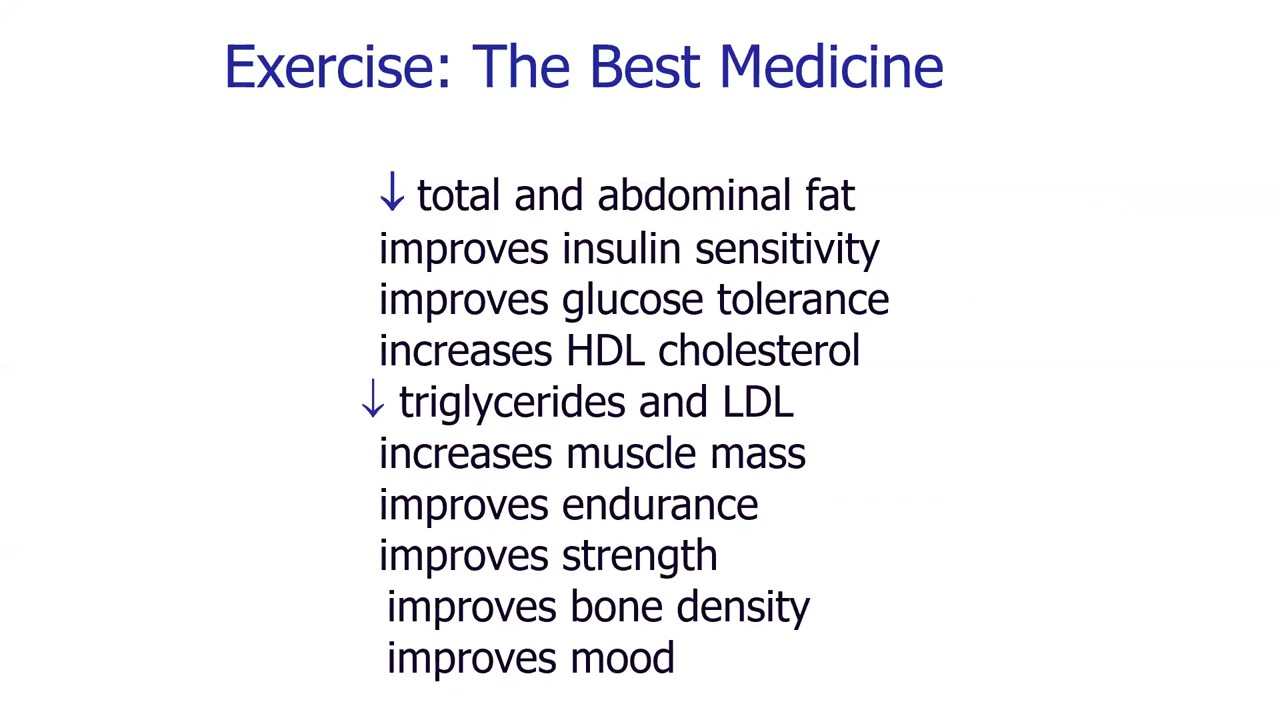 Exercise: The Best Medicine
↓ total and abdominal fat
improves insulin sensitivity
improves glucose tolerance
increases HDL cholesterol
↓ triglycerides and LDL
increases muscle mass
improves endurance
improves strength
improves bone density
improves mood